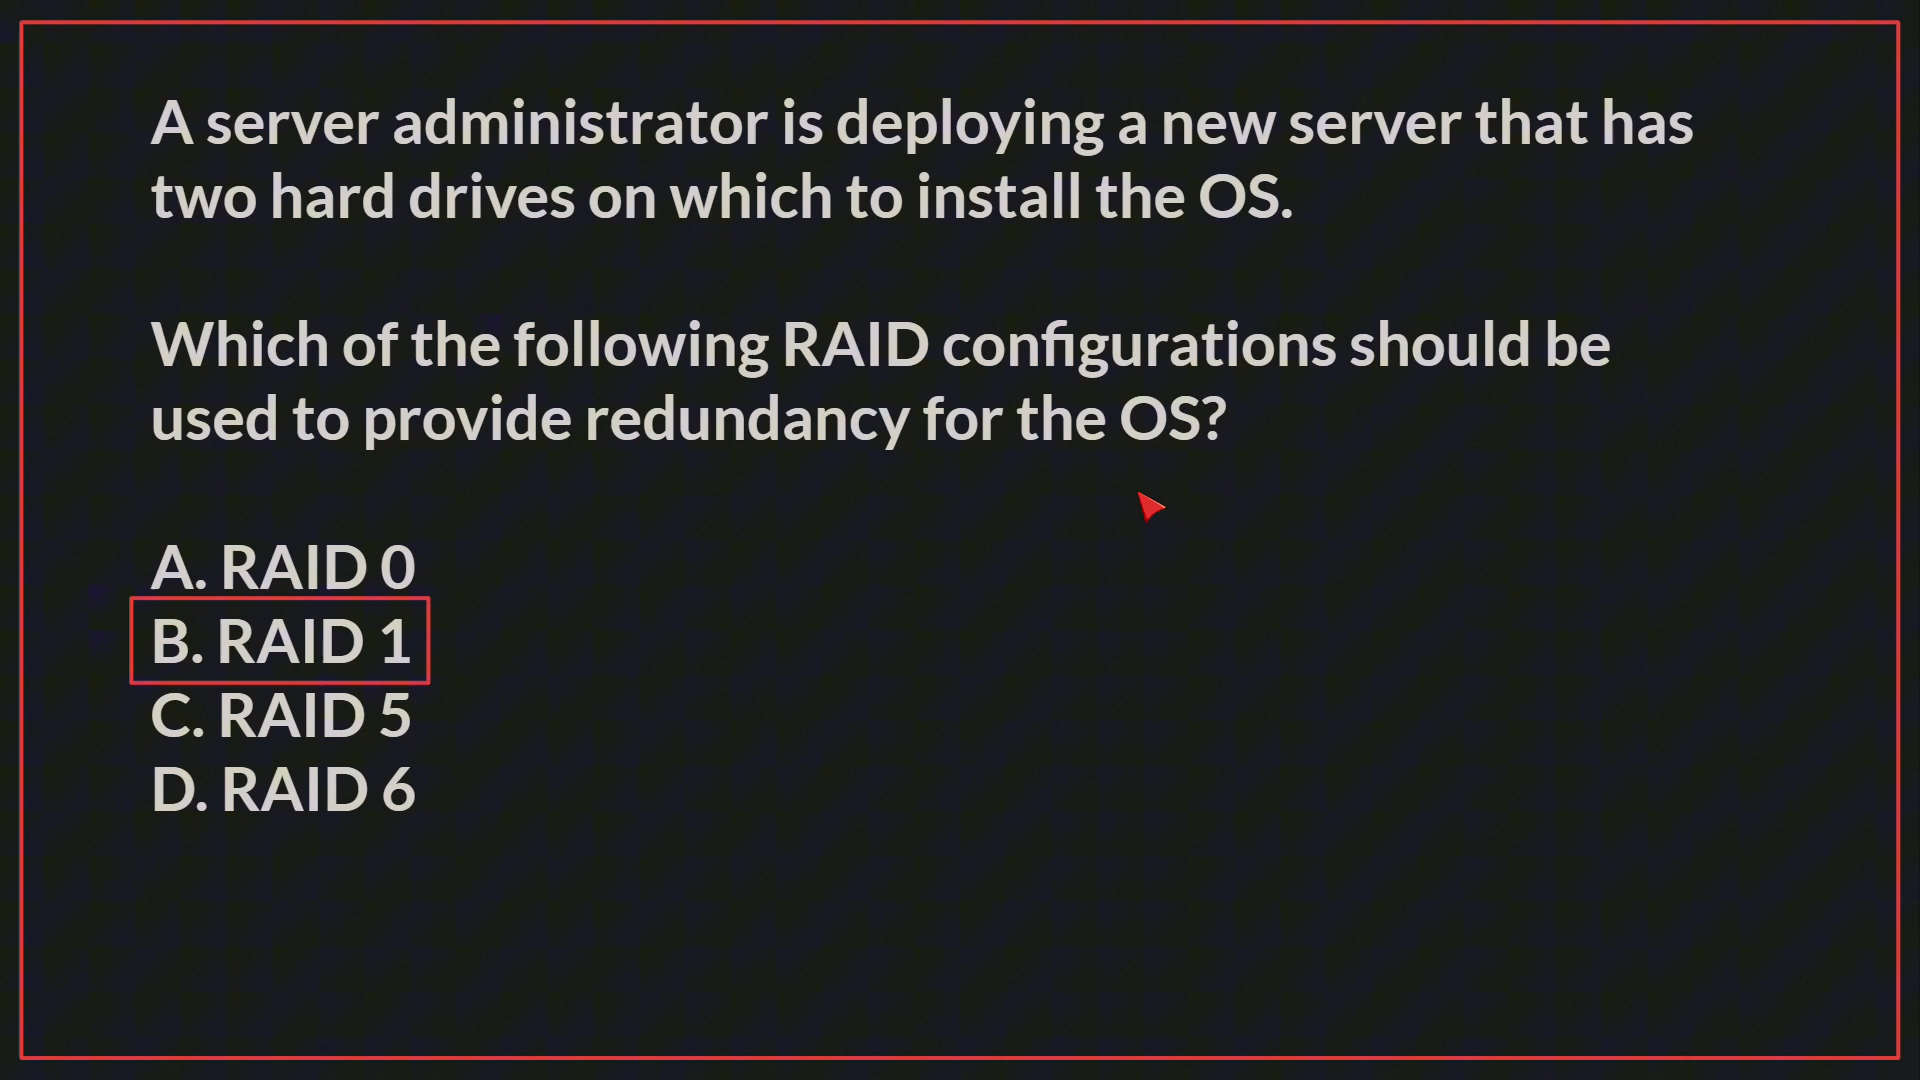 A server administrator is deploying a new server that has
two hard drives on which to install the OS.
Which of the following RAID configurations should be
used to provide redundancy for the OS?
A. RAID 0
B. RAID 1
C. RAID 5
D. RAID 6